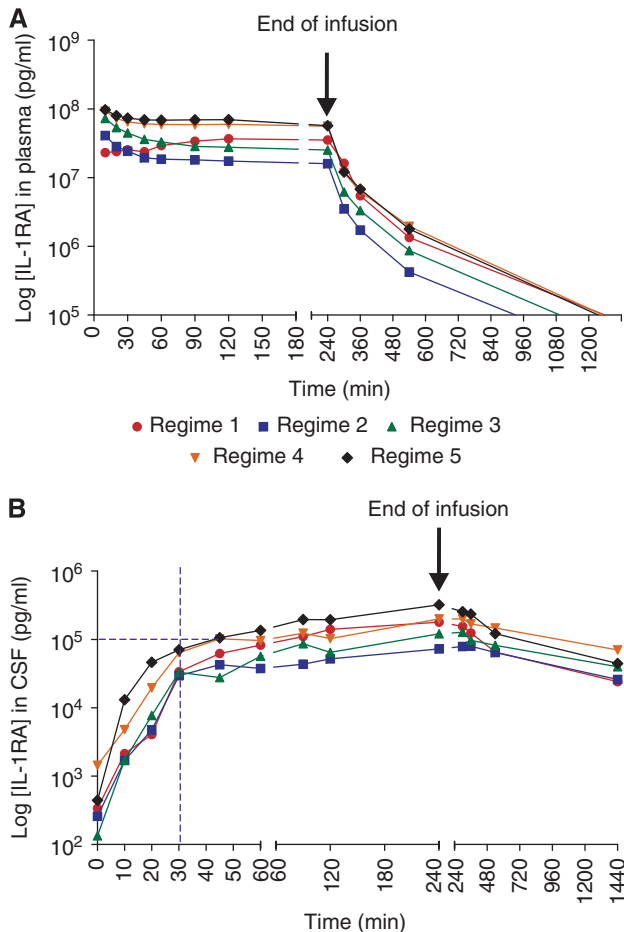 A
End of infusion
Log [IL-1RA] in plasma (pg/ml)
10⁹
10⁸
10⁷
10⁶
10⁵
0 30 60 90 120 150 180 240 360 480 600 720 840 960 1080 1200
Time (min)
Regime 1 Regime 2 Regime 3
Regime 4 Regime 5
B
End of infusion
Log [IL-1RA] in CSF (pg/ml)
10⁶
10⁵
10⁴
10³
10²
0 10 20 30 40 50 60 60 120 240 240 480 720 960 1200 1440
Time (min)